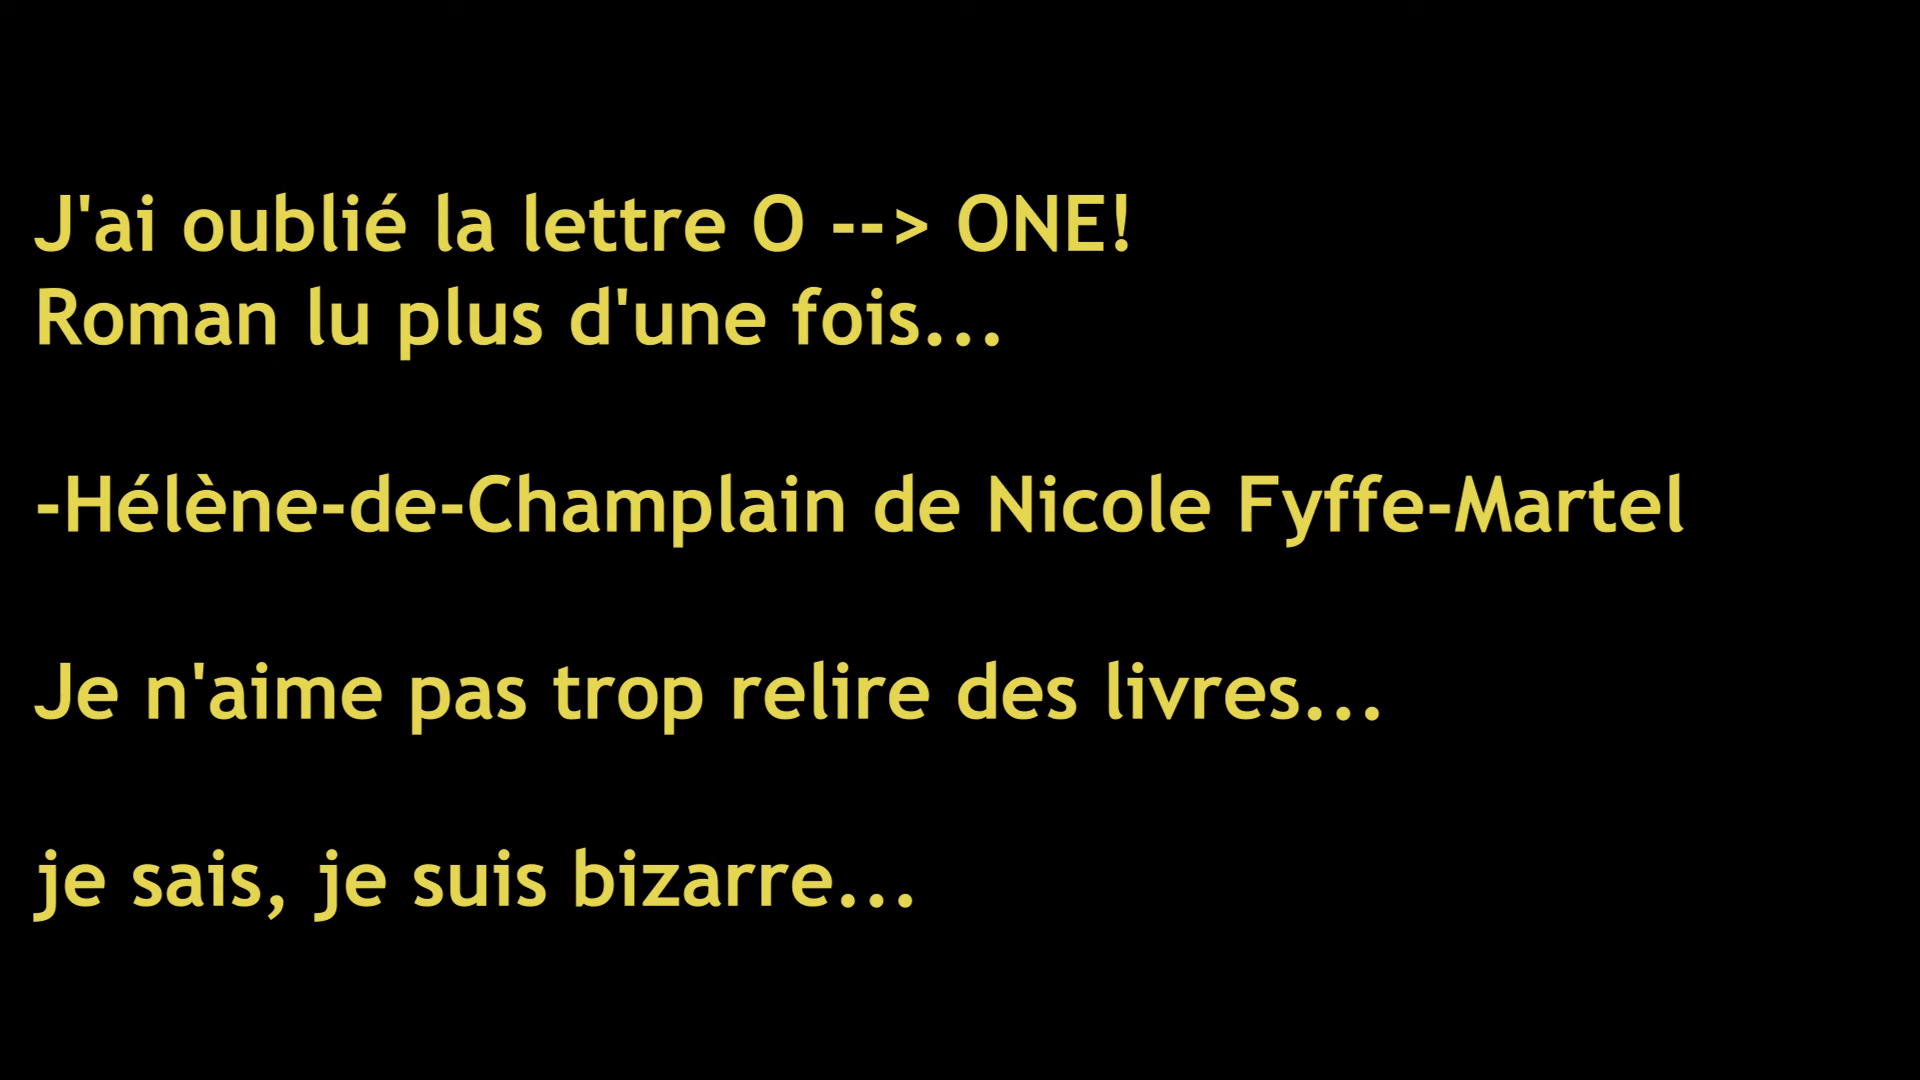 J'ai oublié la lettre O --> ONE!
Roman lu plus d'une fois...
-Hélène-de-Champlain de Nicole Fyffe-Martel
Je n'aime pas trop relire des livres...
je sais, je suis bizarre...